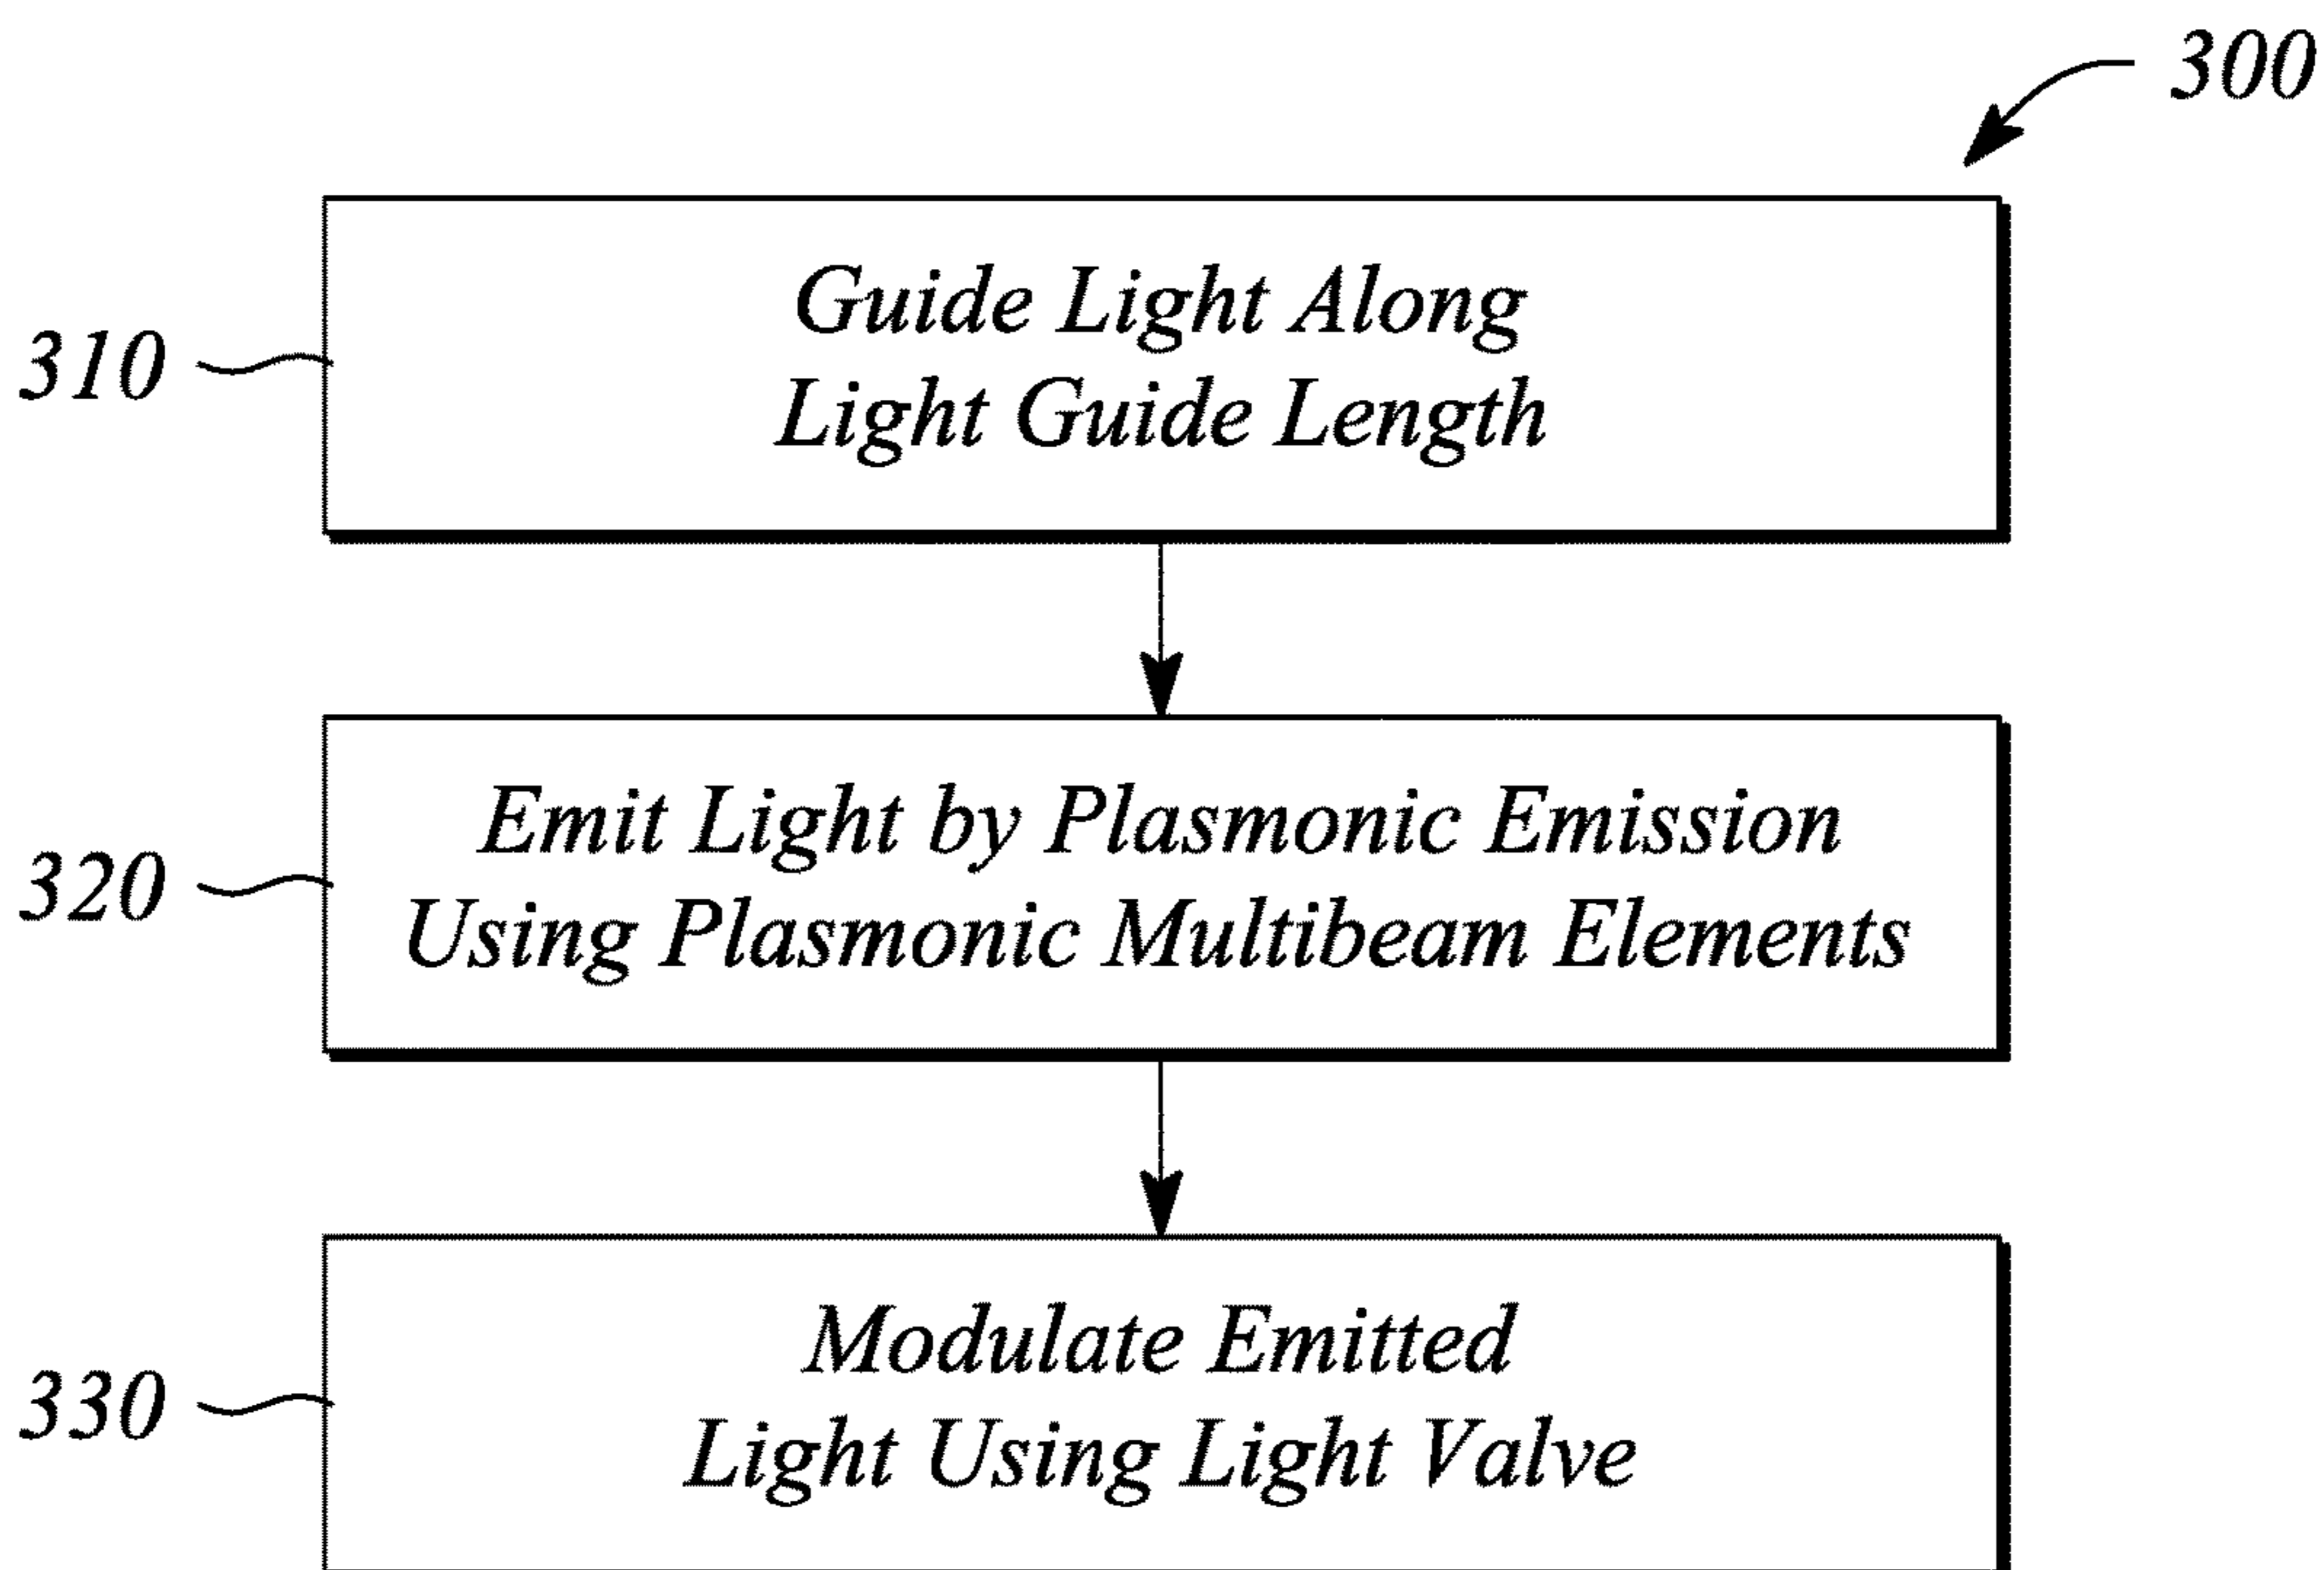 300
310
Guide Light Along
Light Guide Length
320
Emit Light by Plasmonic Emission
Using Plasmonic Multibeam Elements
330
Modulate Emitted
Light Using Light Valve